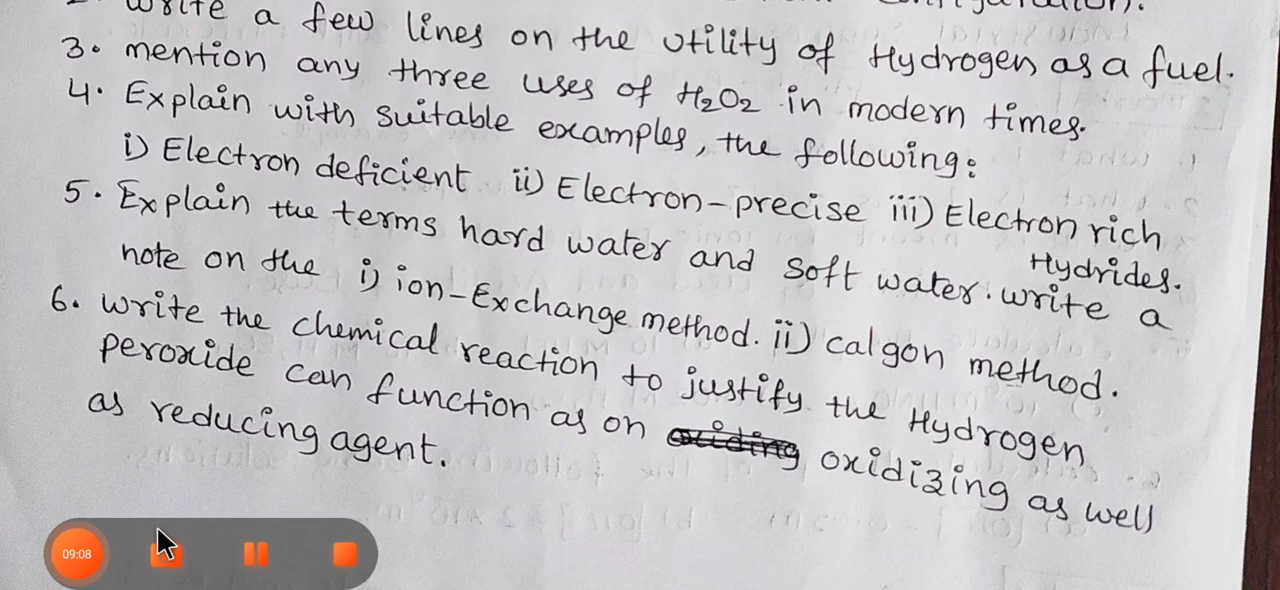 write a few lines on the utility of Hydrogen as a fuel.
3. mention any three uses of H2O2 in modern times.
4. Explain with suitable examples, the following:
i) Electron deficient ii) Electron-precise iii) Electron rich
Hydrides.
5. Explain the terms hard water and soft water. write a
note on the i) ion-Exchange method. ii) calgon method.
6. write the chemical reaction to justify the Hydrogen
peroxide can function as on oxidizing as well
as reducing agent.
09:08